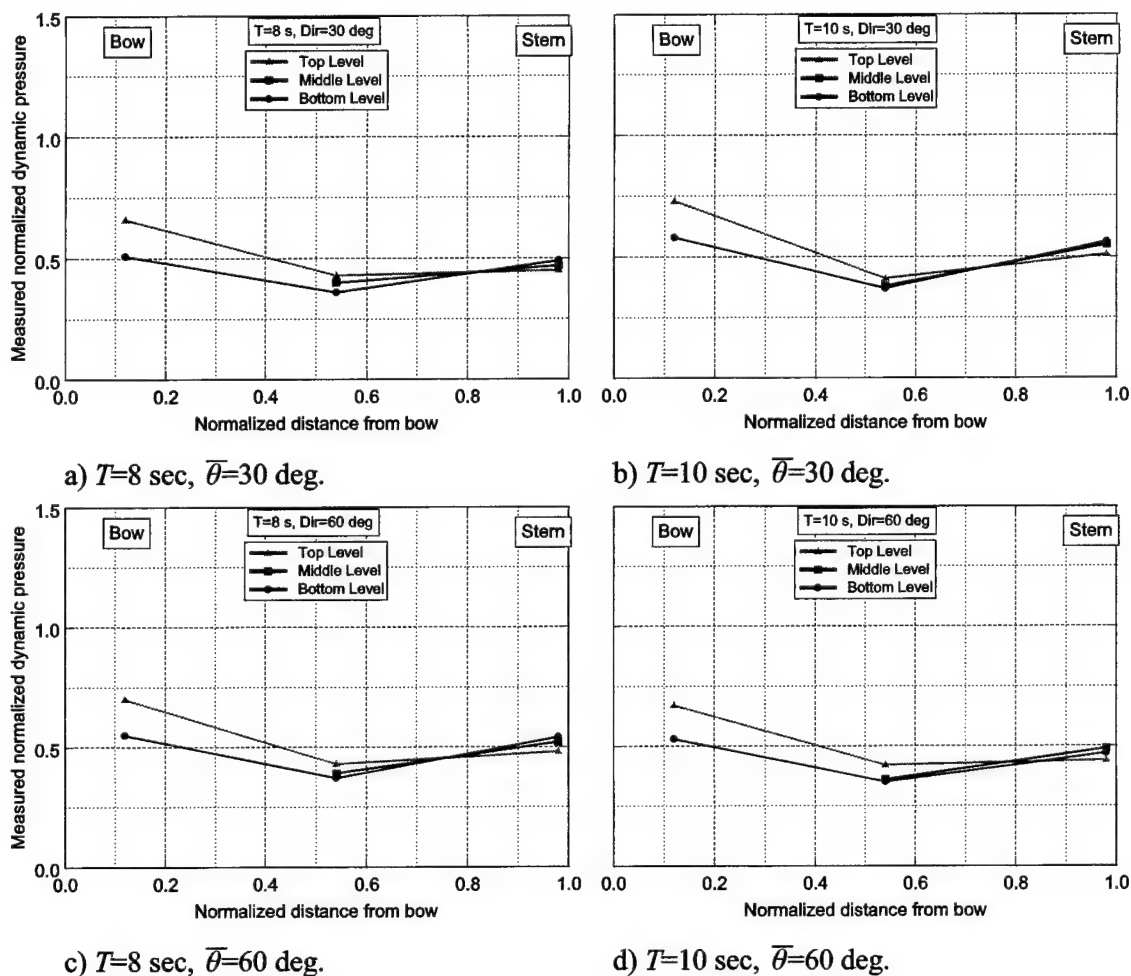 T=8 s, Dir=30 deg
Bow
Stern
Top Level
Middle Level
Bottom Level
1.5
1.0
0.5
0.0
Measured normalized dynamic pressure
0.0 0.2 0.4 0.6 0.8 1.0
Normalized distance from bow
a) T=8 sec, θ̅=30 deg.
T=10 s, Dir=30 deg
Bow
Stern
Top Level
Middle Level
Bottom Level
0.0 0.2 0.4 0.6 0.8 1.0
Normalized distance from bow
b) T=10 sec, θ̅=30 deg.
T=8 s, Dir=60 deg
Bow
Stern
Top Level
Middle Level
Bottom Level
1.5
1.0
0.5
0.0
Measured normalized dynamic pressure
0.0 0.2 0.4 0.6 0.8 1.0
Normalized distance from bow
c) T=8 sec, θ̅=60 deg.
T=10 s, Dir=60 deg
Bow
Stern
Top Level
Middle Level
Bottom Level
0.0 0.2 0.4 0.6 0.8 1.0
Normalized distance from bow
d) T=10 sec, θ̅=60 deg.